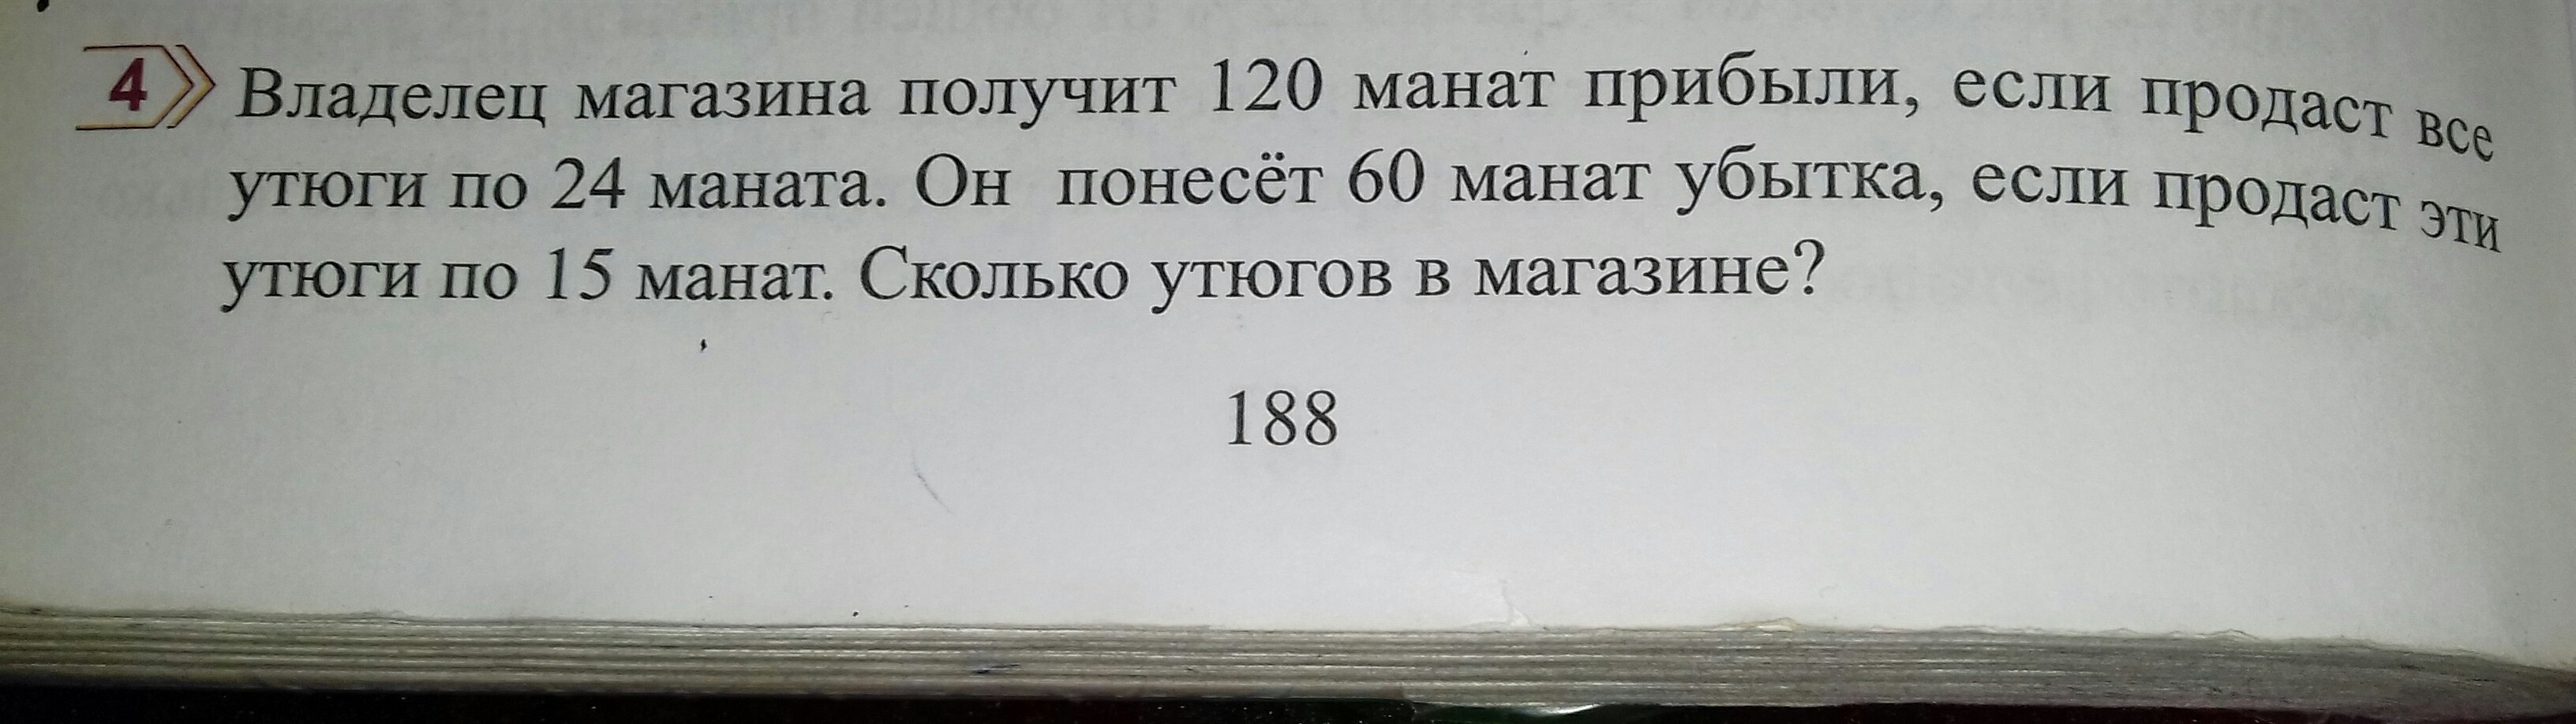 4 Владелец магазина получит 120 манат прибыли, если продаст все
утюги по 24 маната. Он понесёт 60 манат убытка, если продаст эти
утюги по 15 манат. Сколько утюгов в магазине?
188